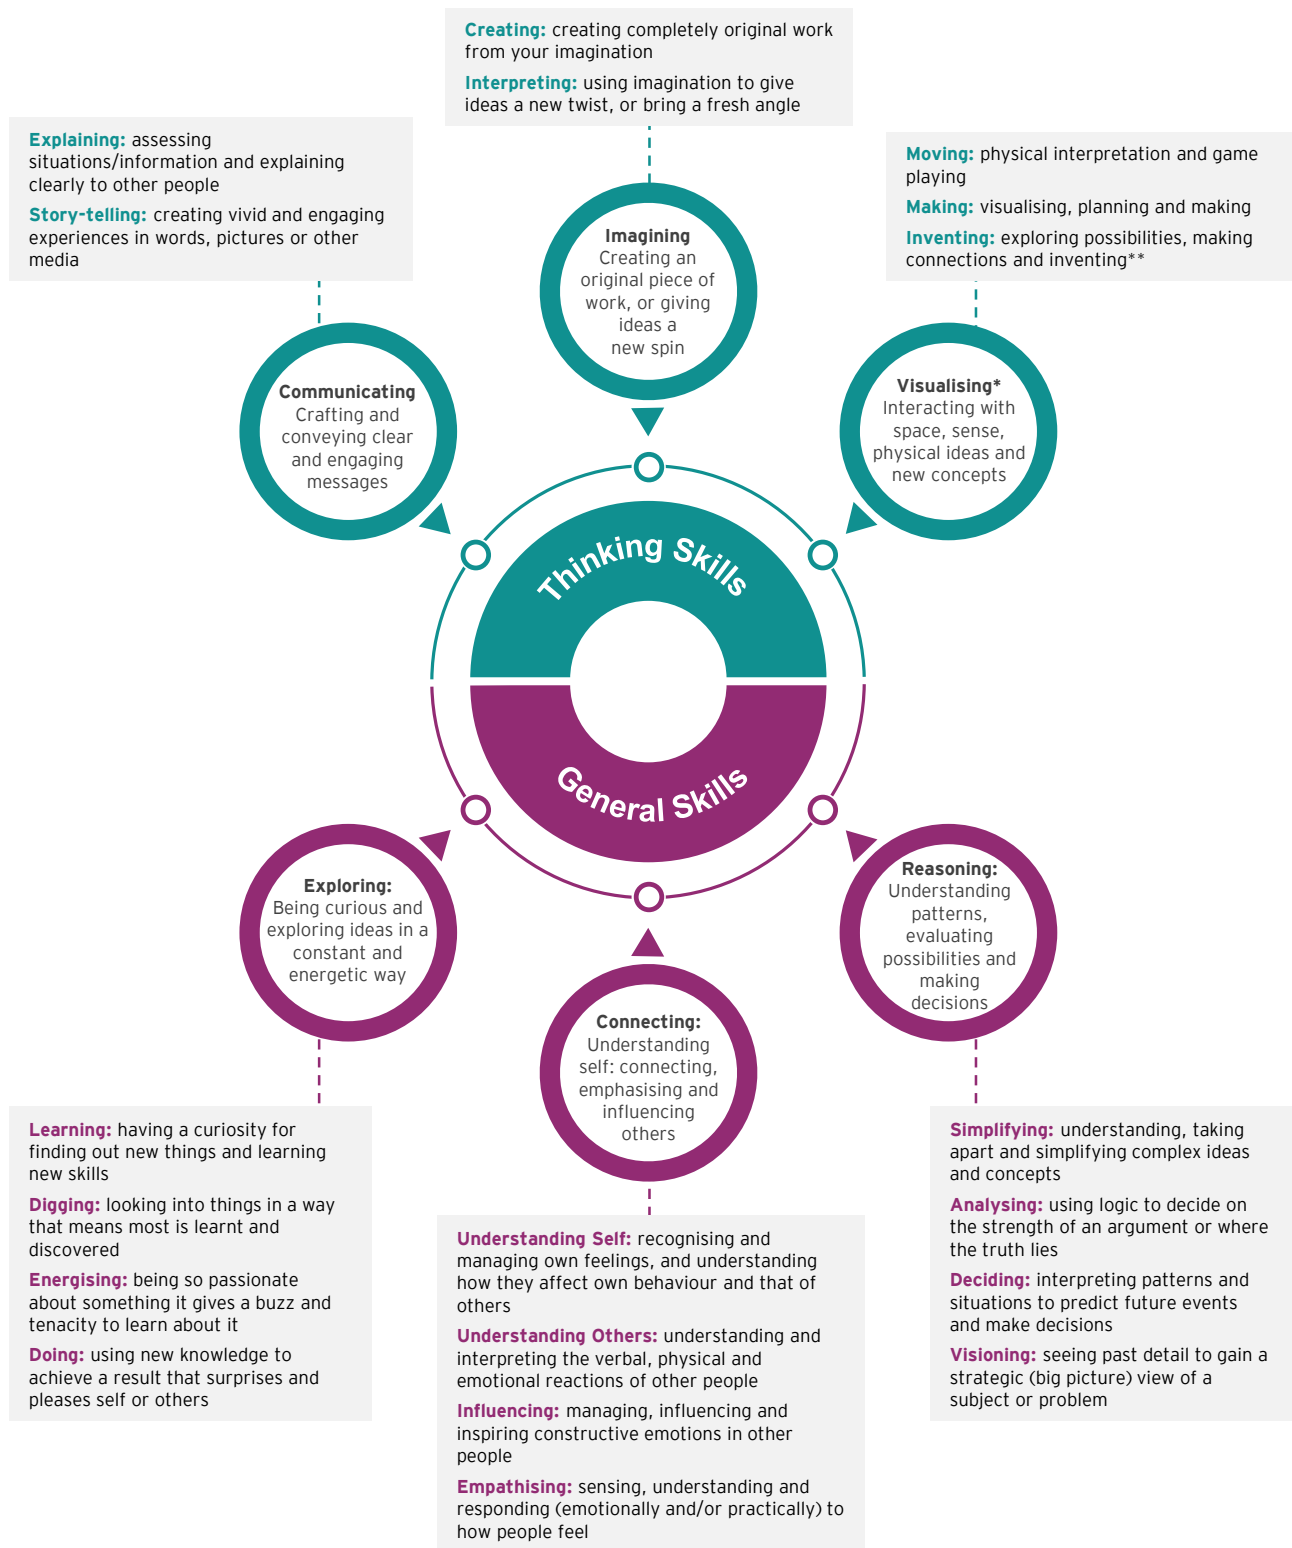 Creating: creating completely original work
from your imagination
Interpreting: using imagination to give
ideas a new twist, or bring a fresh angle
Explaining: assessing
situations/information and explaining
clearly to other people
Story-telling: creating vivid and engaging
experiences in words, pictures or other
media
Moving: physical interpretation and game
playing
Making: visualising, planning and making
Inventing: exploring possibilities, making
connections and inventing**
Imagining
Creating an
original piece of
work, or giving
ideas a
new spin
Communicating
Crafting and
conveying clear
and engaging
messages
Visualising*
Interacting with
space, sense,
physical ideas and
new concepts
Thinking Skills
General Skills
Exploring:
Being curious and
exploring ideas in a
constant and
energetic way
Connecting:
Understanding
self: connecting,
emphasising and
influencing
others
Reasoning:
Understanding
patterns,
evaluating
possibilities and
making
decisions
Learning: having a curiosity for
finding out new things and learning
new skills
Digging: looking into things in a way
that means most is learnt and
discovered
Energising: being so passionate
about something it gives a buzz and
tenacity to learn about it
Doing: using new knowledge to
achieve a result that surprises and
pleases self or others
Understanding Self: recognising and
managing own feelings, and understanding
how they affect own behaviour and that of
others
Understanding Others: understanding and
interpreting the verbal, physical and
emotional reactions of other people
Influencing: managing, influencing and
inspiring constructive emotions in other
people
Empathising: sensing, understanding and
responding (emotionally and/or practically) to
how people feel
Simplifying: understanding, taking
apart and simplifying complex ideas
and concepts
Analysing: using logic to decide on
the strength of an argument or where
the truth lies
Deciding: interpreting patterns and
situations to predict future events
and make decisions
Visioning: seeing past detail to gain a
strategic (big picture) view of a
subject or problem